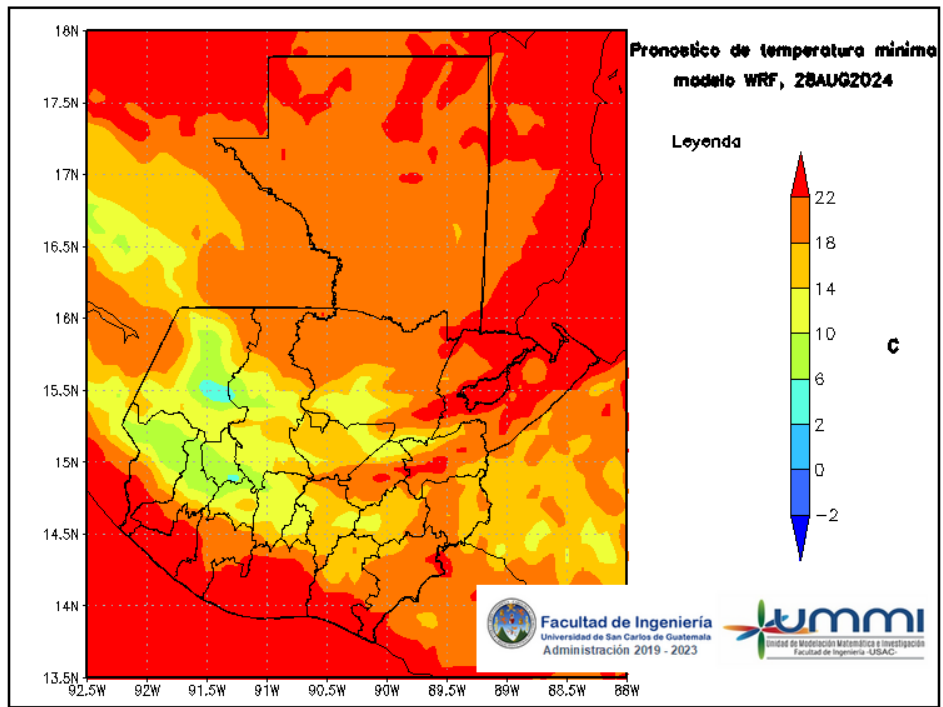 Pronostico de temperatura minima
modelo WRF, 28AUG2024
Leyenda
22
18
14
10
6
2
0
-2
C
18N
17.5N
17N
16.5N
16N
15.5N
15N
14.5N
14N
13.5N
92.5W 92W 91.5W 91W 90.5W 90W 89.5W 89W 88.5W 88W
Facultad de Ingeniería
Universidad de San Carlos de Guatemala
Administración 2019 - 2023
UMMI
Unidad de Modelación Matemática e Investigación
Facultad de Ingeniería -USAC-